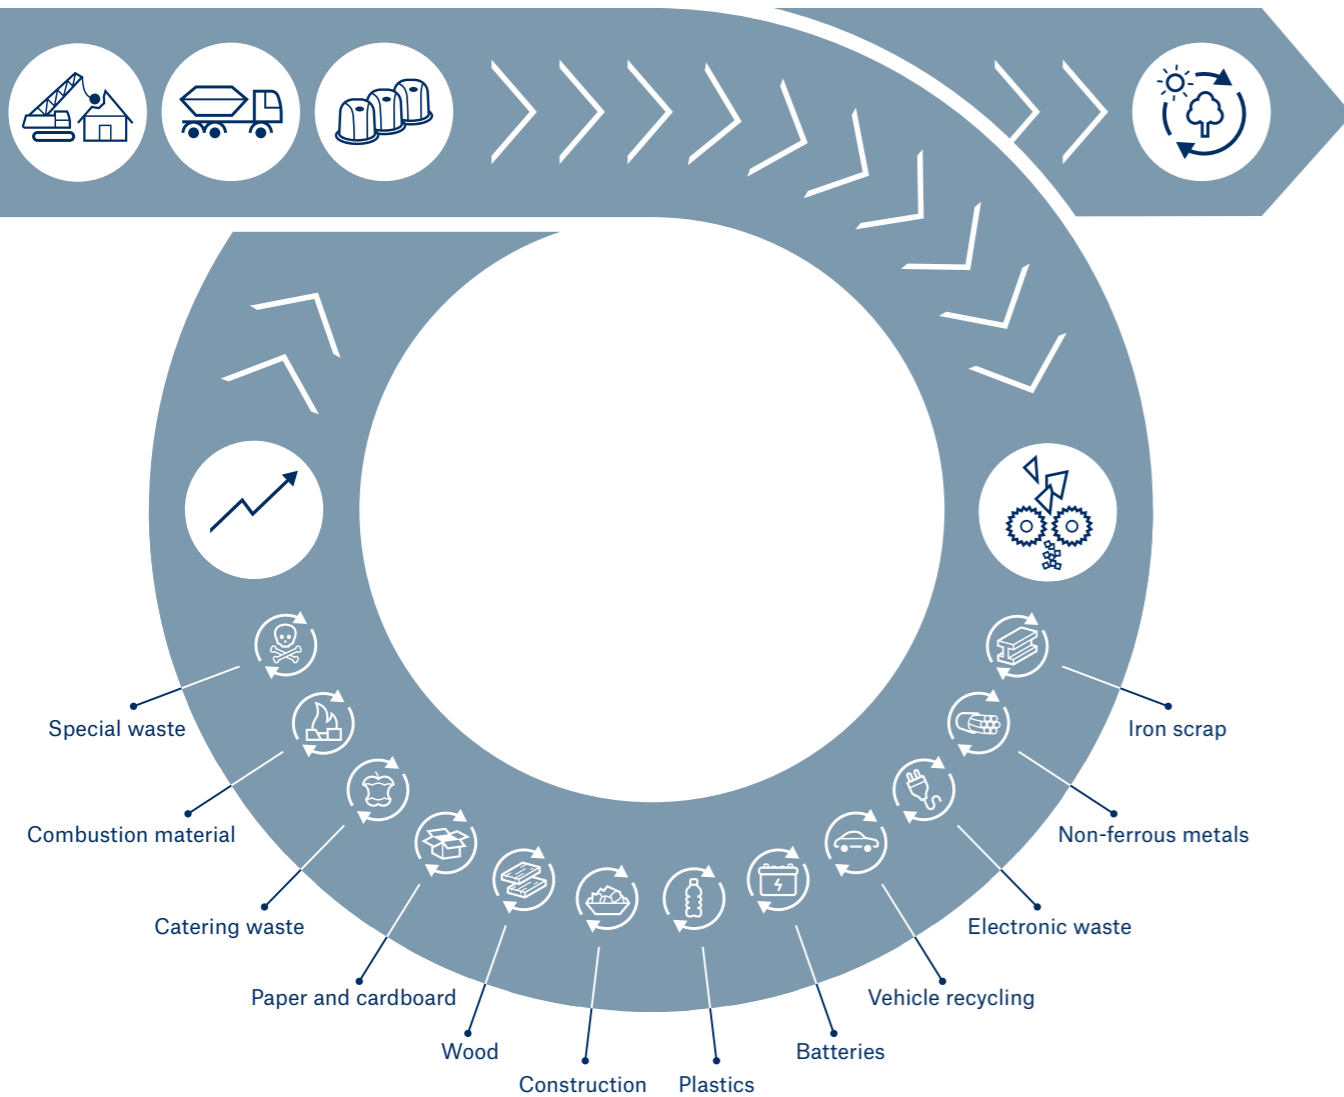 Special waste
Iron scrap
Combustion material
Non-ferrous metals
Catering waste
Electronic waste
Paper and cardboard
Vehicle recycling
Wood
Batteries
Construction
Plastics